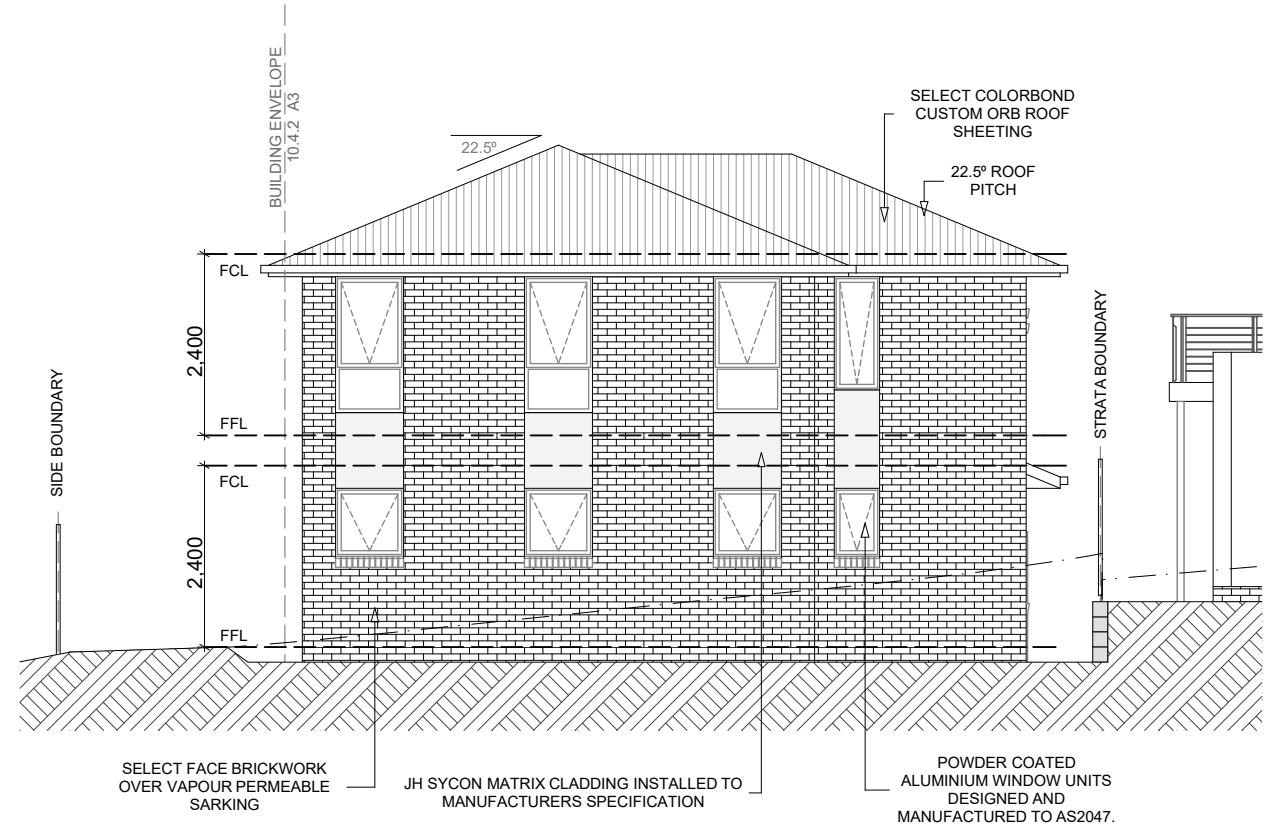 BUILDING ENVELOPE
10.4.2 A3
22.5º
SELECT COLORBOND
CUSTOM ORB ROOF
SHEETING
22.5º ROOF
PITCH
FCL
2,400
FFL
FCL
2,400
FFL
SIDE BOUNDARY
STRATA BOUNDARY
SELECT FACE BRICKWORK
OVER VAPOUR PERMEABLE
SARKING
JH SYCON MATRIX CLADDING INSTALLED TO
MANUFACTURERS SPECIFICATION
POWDER COATED
ALUMINIUM WINDOW UNITS
DESIGNED AND
MANUFACTURED TO AS2047.